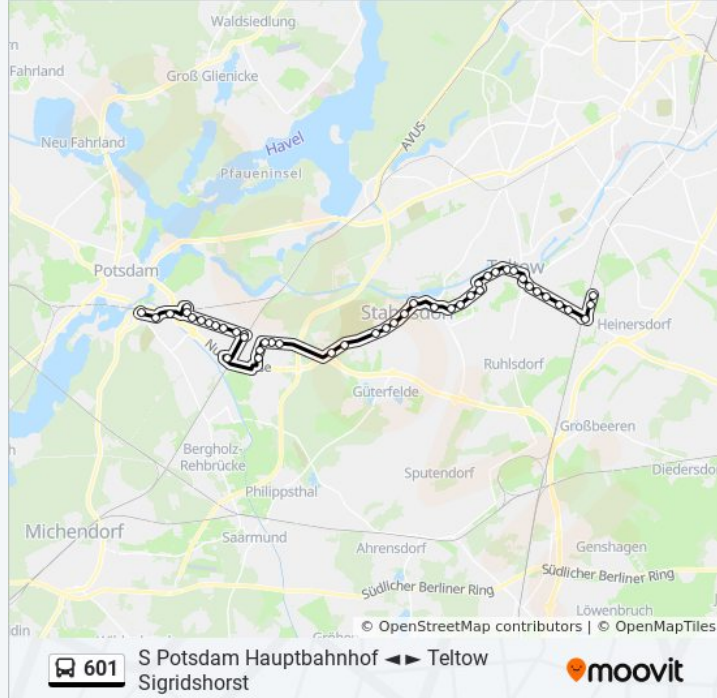 Waldsiedlung
Fahrland
Groß Glienicke
AVUS
Neu Fahrland
Havel
Pfaueninsel
Potsdam
Teltow
Stahnsdorf
Heinersdorf
Ruhlsdorf
Güterfelde
Großbeeren
Bergholz-
Rehbrücke
Sputendorf
Diedersdo
Philippsthal
Michendorf
Saarmund
Ahrensdorf
Genshagen
Südlicher Berliner Ring
Südlicher Berliner Ring
Löwenbruch
© OpenStreetMap contributors | © OpenMapTiles
601
S Potsdam Hauptbahnhof ◄► Teltow
Sigridshorst
moovit